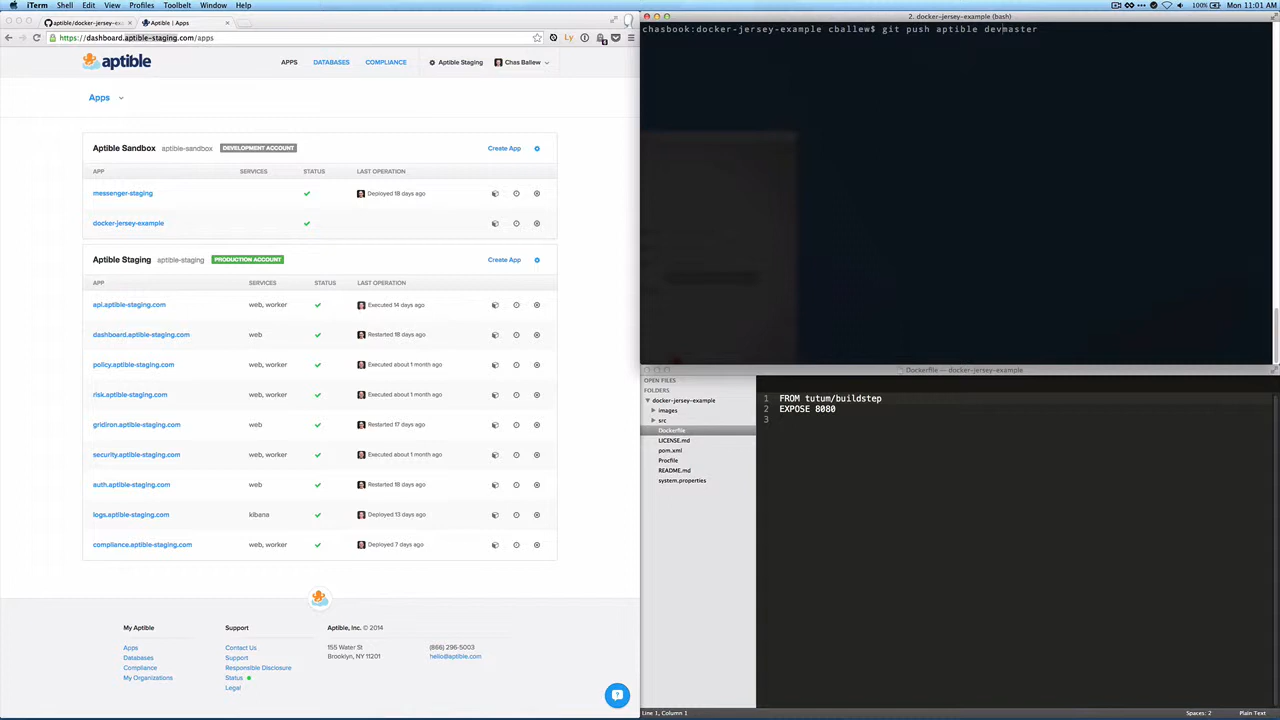 iTerm Shell Edit View Profiles Toolbelt Window Help
100% Mon 11:01 AM
aptible/docker-jersey-ex
Aptible | Apps
https://dashboard.aptible-staging.com/apps
aptible
APPS DATABASES COMPLIANCE Aptible Staging Chas Ballew
Apps
Aptible Sandbox aptible-sandbox DEVELOPMENT ACCOUNT Create App
APP SERVICES STATUS LAST OPERATION
messenger-staging Deployed 18 days ago
docker-jersey-example
Aptible Staging aptible-staging PRODUCTION ACCOUNT Create App
APP SERVICES STATUS LAST OPERATION
api.aptible-staging.com web, worker Executed 14 days ago
dashboard.aptible-staging.com web Restarted 18 days ago
policy.aptible-staging.com web, worker Executed about 1 month ago
risk.aptible-staging.com web, worker Executed about 1 month ago
gridiron.aptible-staging.com web, worker Restarted 17 days ago
security.aptible-staging.com web, worker Executed about 1 month ago
auth.aptible-staging.com web Restarted 18 days ago
logs.aptible-staging.com kibana Deployed 13 days ago
compliance.aptible-staging.com web, worker Deployed 7 days ago
My Aptible
Apps
Databases
Compliance
My Organizations
Support
Contact Us
Support
Responsible Disclosure
Status
Legal
Aptible, Inc. © 2014
155 Water St
Brooklyn, NY 11201
(866) 296-5003
hello@aptible.com
2. docker-jersey-example (bash)
chasbook:docker-jersey-example cballew$ git push aptible devmaster
Dockerfile — docker-jersey-example
OPEN FILES
FOLDERS
docker-jersey-example
images
src
Dockerfile
LICENSE.md
pom.xml
Procfile
README.md
system.properties
1 FROM tutum/buildstep
2 EXPOSE 8080
3
Line 1, Column 1 Spaces: 2 Plain Text